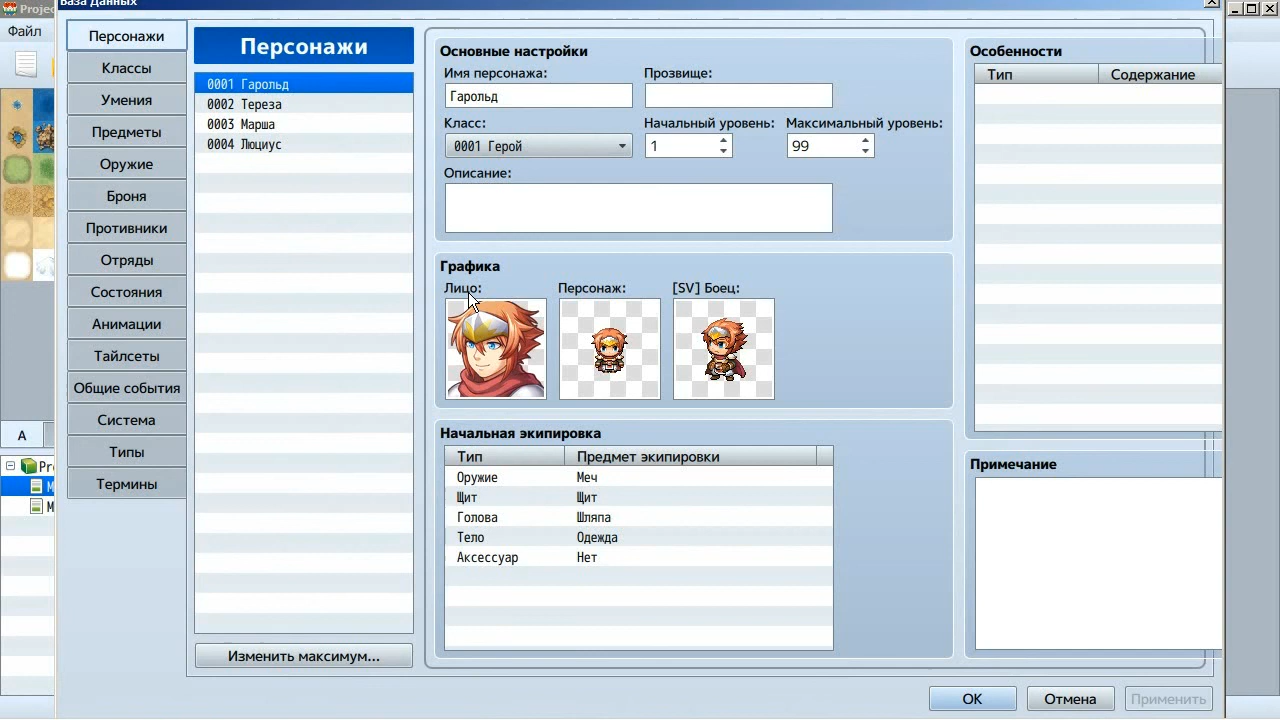 База данных
Projec
Файл
А
Pr
М
М
Персонажи
Классы
Умения
Предметы
Оружие
Броня
Противники
Отряды
Состояния
Анимации
Тайлсеты
Общие события
Система
Типы
Термины
Персонажи
0001 Гарольд
0002 Тереза
0003 Марша
0004 Люциус
Изменить максимум...
Основные настройки
Имя персонажа: Прозвище:
Гарольд
Класс: Начальный уровень: Максимальный уровень:
0001 Герой 1 99
Описание:
Графика
Лицо: Персонаж: [SV] Боец:
Начальная экипировка
Тип Предмет экипировки
Оружие Меч
Щит Щит
Голова Шляпа
Тело Одежда
Аксессуар Нет
Особенности
Тип Содержание
Примечание
ОК Отмена Применить